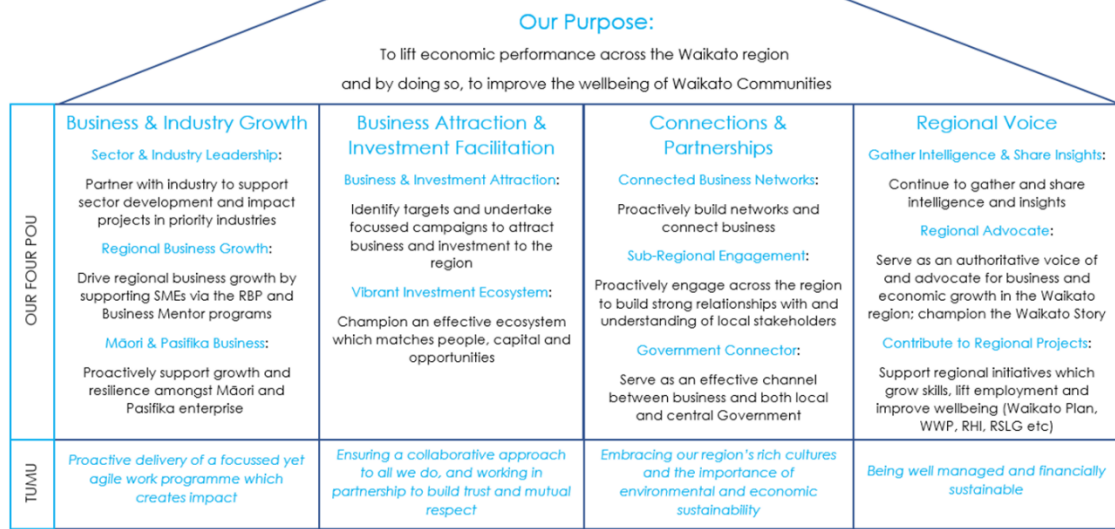 Our Purpose:
To lift economic performance across the Waikato region
and by doing so, to improve the wellbeing of Waikato Communities
OUR FOUR POU
Business & Industry Growth
Sector & Industry Leadership:
Partner with industry to support
sector development and impact
projects in priority industries
Regional Business Growth:
Drive regional business growth by
supporting SMEs via the RBP and
Business Mentor programs
Māori & Pasifika Business:
Proactively support growth and
resilience amongst Māori and
Pasifika enterprise
Business Attraction &
Investment Facilitation
Business & Investment Attraction:
Identify targets and undertake
focussed campaigns to attract
business and investment to the
region
Vibrant Investment Ecosystem:
Champion an effective ecosystem
which matches people, capital and
opportunities
Connections &
Partnerships
Connected Business Networks:
Proactively build networks and
connect business
Sub-Regional Engagement:
Proactively engage across the region
to build strong relationships with and
understanding of local stakeholders
Government Connector:
Serve as an effective channel
between business and both local
and central Government
Regional Voice
Gather Intelligence & Share Insights:
Continue to gather and share
intelligence and insights
Regional Advocate:
Serve as an authoritative voice of
and advocate for business and
economic growth in the Waikato
region; champion the Waikato Story
Contribute to Regional Projects:
Support regional initiatives which
grow skills, lift employment and
improve wellbeing (Waikato Plan,
WWP, RHI, RSLG etc)
TUMU
Proactive delivery of a focussed yet
agile work programme which
creates impact
Ensuring a collaborative approach
to all we do, and working in
partnership to build trust and mutual
respect
Embracing our region's rich cultures
and the importance of
environmental and economic
sustainability
Being well managed and financially
sustainable